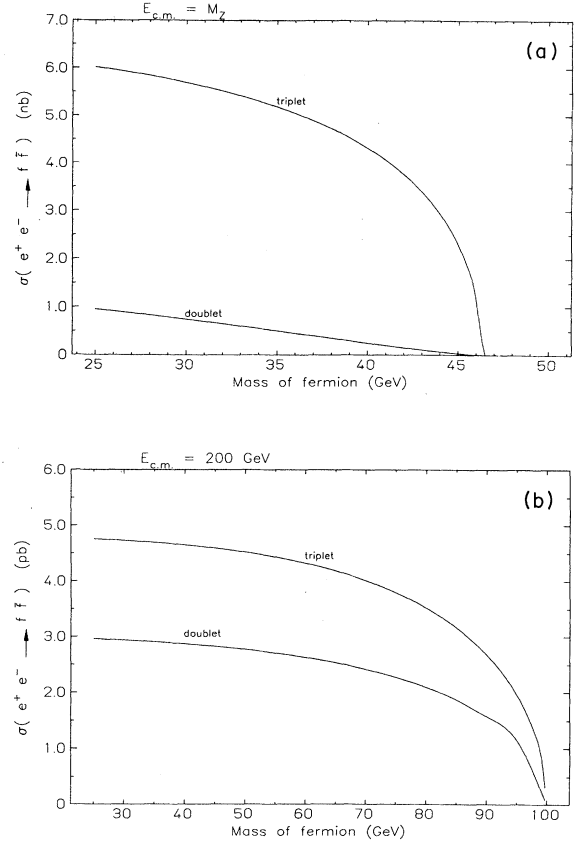 E_c.m. = M_Z
(a)
7.0
6.0
5.0
4.0
3.0
2.0
1.0
0
σ( e⁺ e⁻ → f f̄ ) (nb)
triplet
doublet
25 30 35 40 45 50
Mass of fermion (GeV)
E_c.m. = 200 GeV
(b)
6.0
5.0
4.0
3.0
2.0
1.0
0
σ( e⁺ e⁻ → f f̄ ) (pb)
triplet
doublet
30 40 50 60 70 80 90 100
Mass of fermion (GeV)